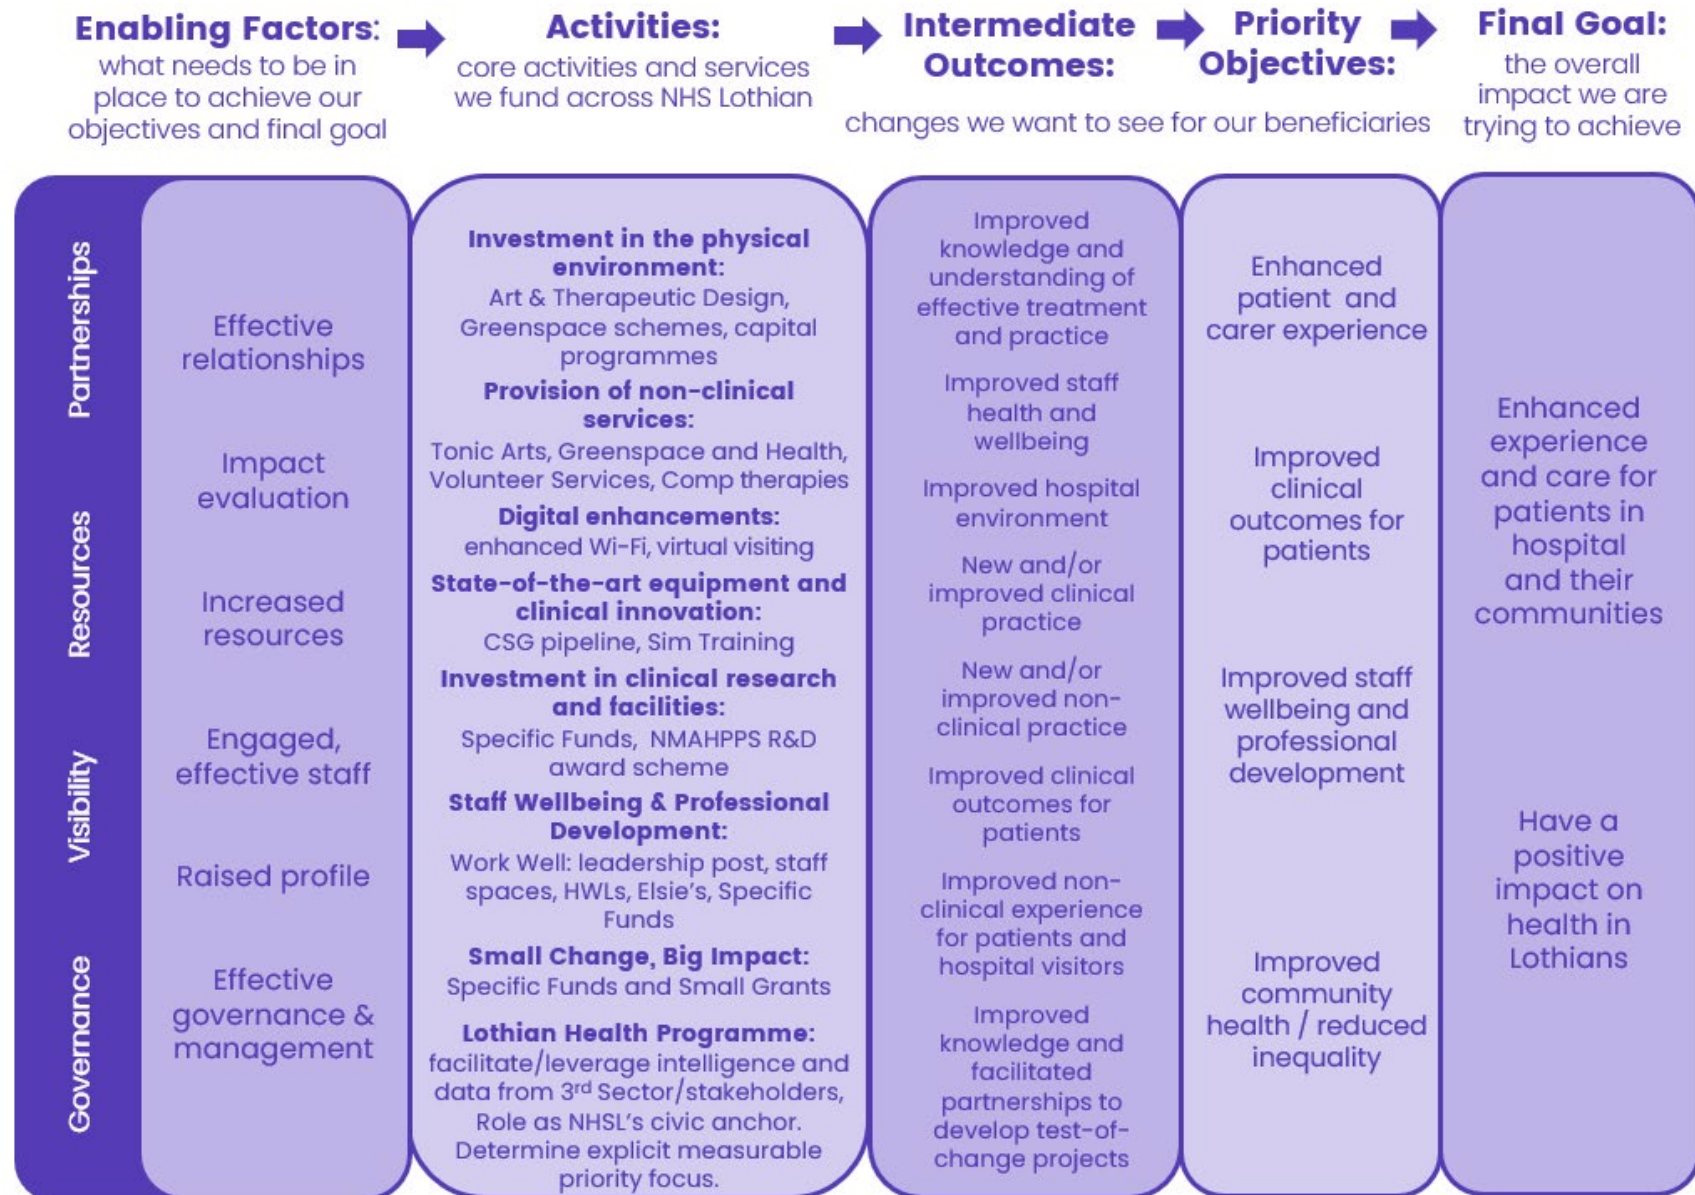 Enabling Factors:
what needs to be in
place to achieve our
objectives and final goal
Activities:
core activities and services
we fund across NHS Lothian
Intermediate
Outcomes:
Priority
Objectives:
changes we want to see for our beneficiaries
Final Goal:
the overall
impact we are
trying to achieve
Partnerships
Resources
Visibility
Governance
Effective
relationships
Impact
evaluation
Increased
resources
Engaged,
effective staff
Raised profile
Effective
governance &
management
Investment in the physical
environment:
Art & Therapeutic Design,
Greenspace schemes, capital
programmes
Provision of non-clinical
services:
Tonic Arts, Greenspace and Health,
Volunteer Services, Comp therapies
Digital enhancements:
enhanced Wi-Fi, virtual visiting
State-of-the-art equipment and
clinical innovation:
CSG pipeline, Sim Training
Investment in clinical research
and facilities:
Specific Funds, NMAHPPS R&D
award scheme
Staff Wellbeing & Professional
Development:
Work Well: leadership post, staff
spaces, HWLs, Elsie's, Specific
Funds
Small Change, Big Impact:
Specific Funds and Small Grants
Lothian Health Programme:
facilitate/leverage intelligence and
data from 3rd Sector/stakeholders,
Role as NHSL's civic anchor.
Determine explicit measurable
priority focus.
Improved
knowledge and
understanding of
effective treatment
and practice
Improved staff
health and
wellbeing
Improved hospital
environment
New and/or
improved clinical
practice
New and/or
improved non-
clinical practice
Improved clinical
outcomes for
patients
Improved non-
clinical experience
for patients and
hospital visitors
Improved
knowledge and
facilitated
partnerships to
develop test-of-
change projects
Enhanced
patient and
carer experience
Improved
clinical
outcomes for
patients
Improved staff
wellbeing and
professional
development
Improved
community
health / reduced
inequality
Enhanced
experience
and care for
patients in
hospital
and their
communities
Have a
positive
impact on
health in
Lothians